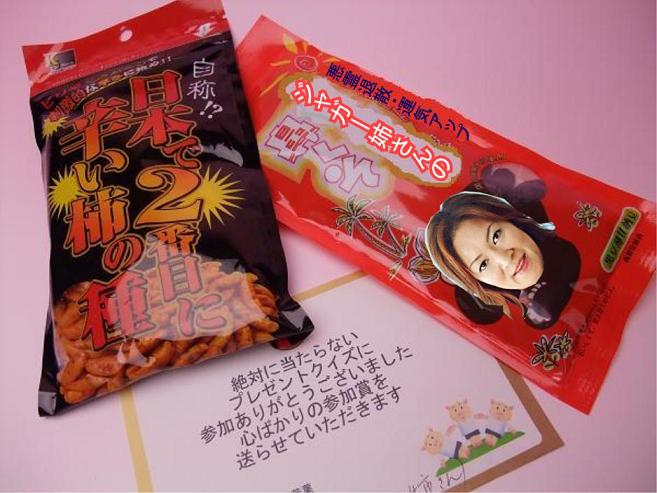 自称!?
日本で2番目に
辛い柿の種
悪霊退散・運気アップ
ジャガー姉さんの
絶対に当たらない
プレゼントクイズに
参加ありがとうございました
心ばかりの参加賞を
送らせていただきます